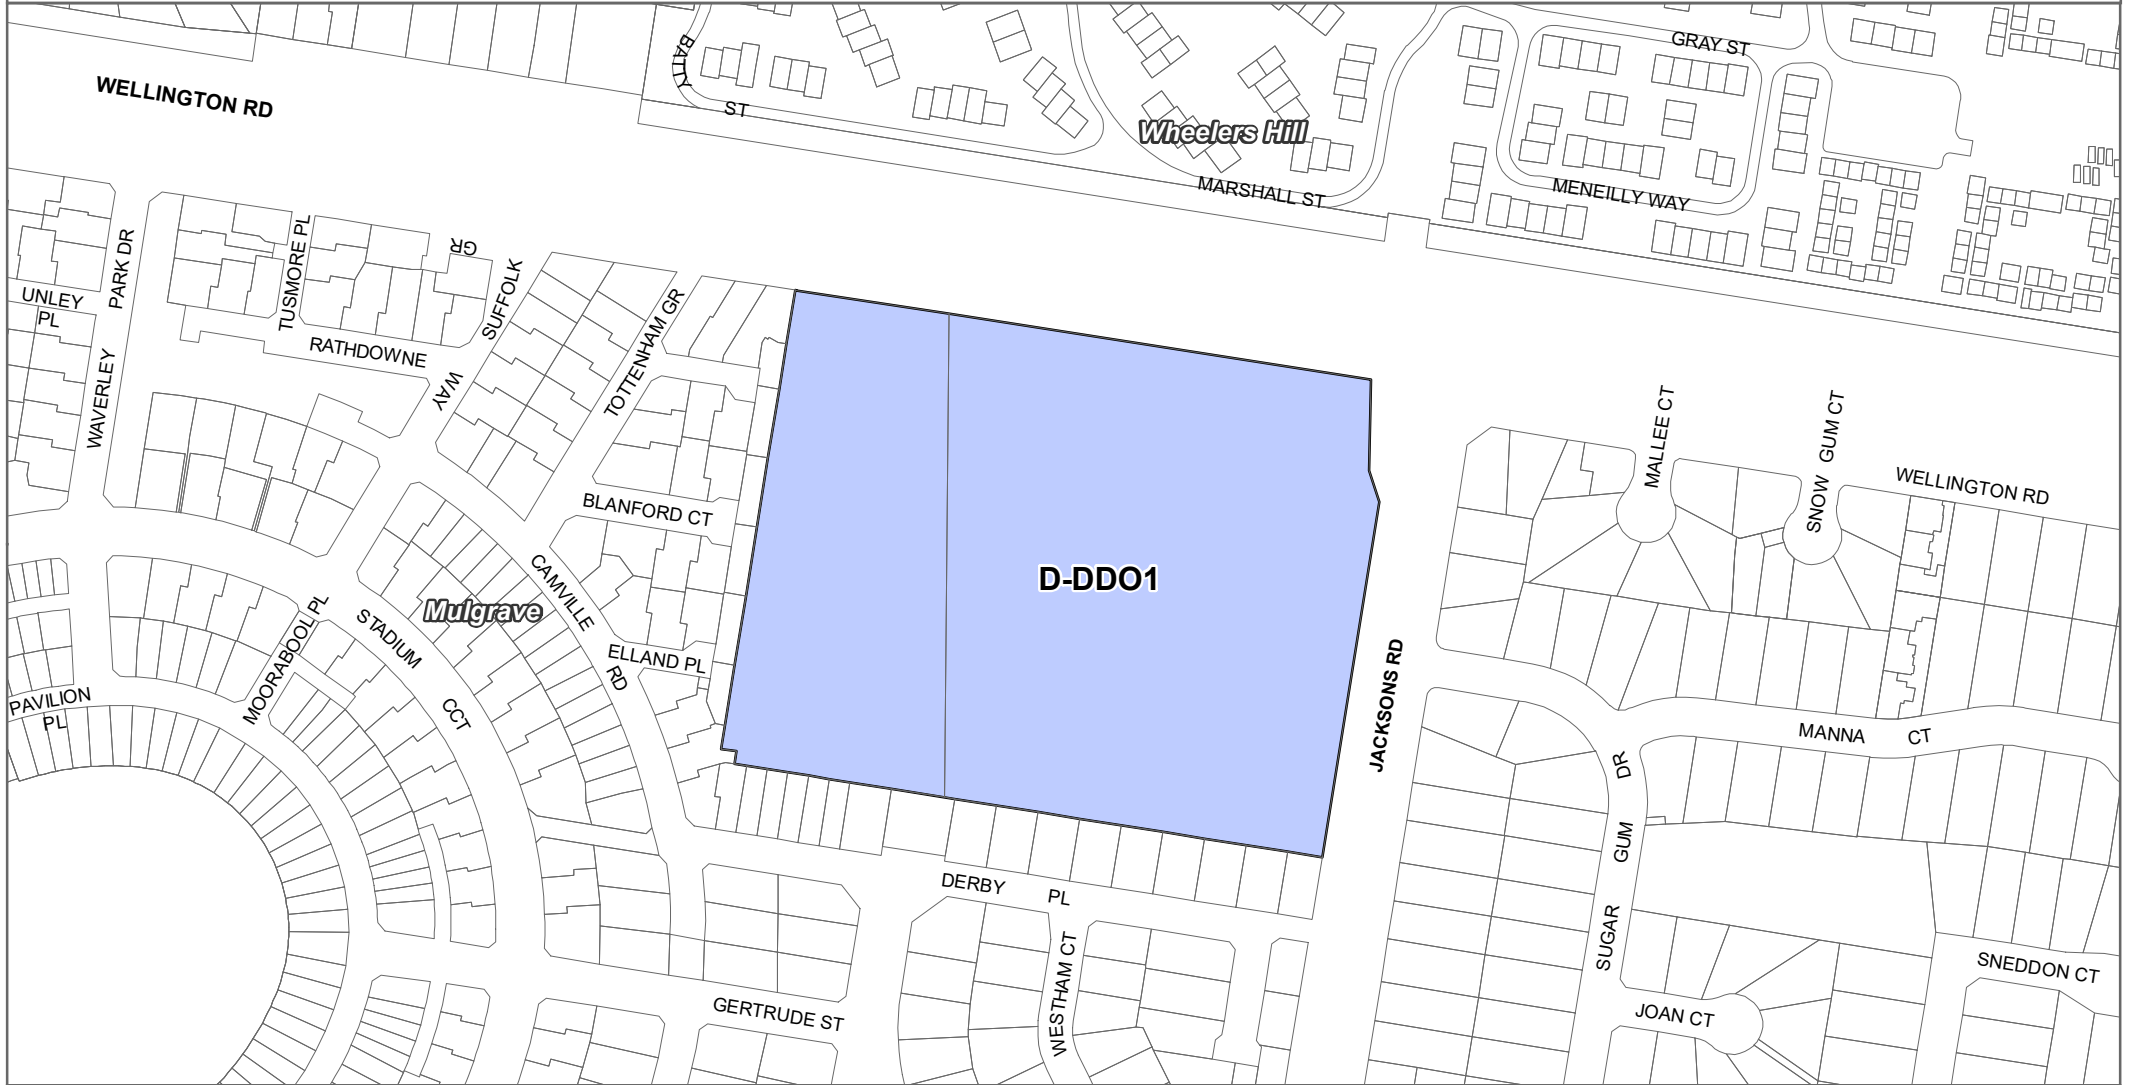 BATTY
ST
GRAY ST
WELLINGTON RD
Wheelers Hill
MARSHALL ST
MENEILLY WAY
PARK DR
TUSMORE PL
GR
SUFFOLK
UNLEY
PL
TOTTENHAM GR
RATHDOWNE
WAY
WAVERLEY
MALLEE CT
SNOW GUM CT
WELLINGTON RD
BLANFORD CT
D-DDO1
CAMVILLE
RD
Mulgrave
MOORABOOL PL
STADIUM
CCT
ELLAND PL
JACKSONS RD
PAVILION
PL
MANNA CT
SUGAR GUM DR
DERBY PL
WESTHAM CT
SNEDDON CT
GERTRUDE ST
JOAN CT